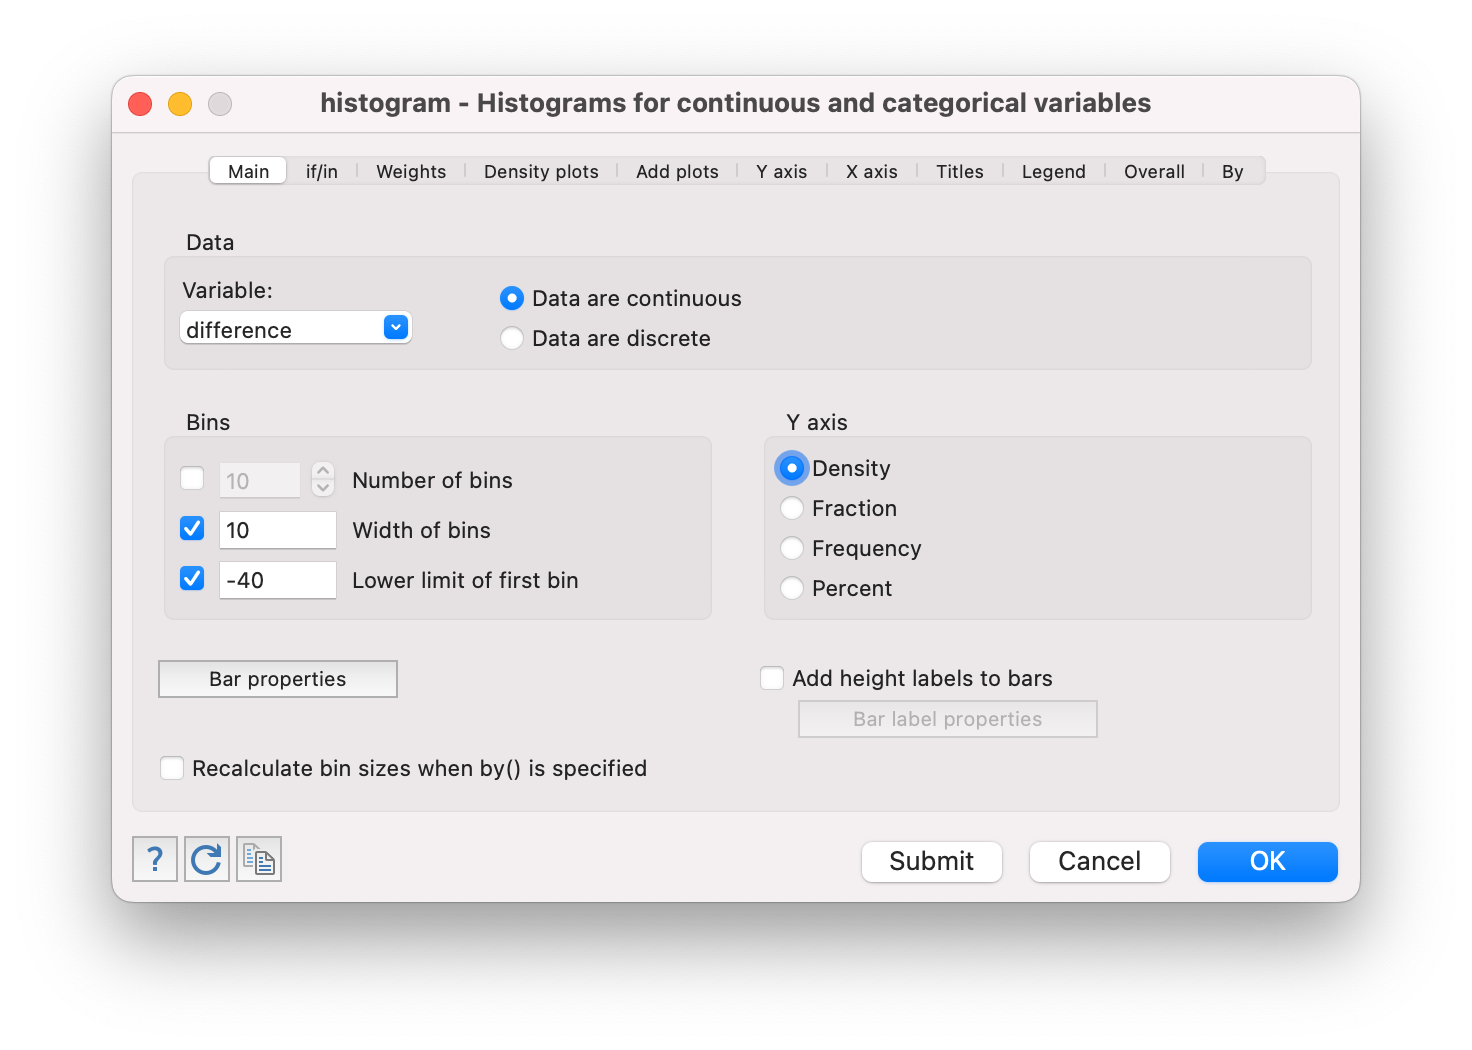 histogram - Histograms for continuous and categorical variables
Main if/in Weights Density plots Add plots Y axis X axis Titles Legend Overall By
Data
Variable:
difference
Data are continuous
Data are discrete
Bins
10 Number of bins
10 Width of bins
-40 Lower limit of first bin
Y axis
Density
Fraction
Frequency
Percent
Bar properties
Add height labels to bars
Bar label properties
Recalculate bin sizes when by() is specified
?
Submit Cancel OK